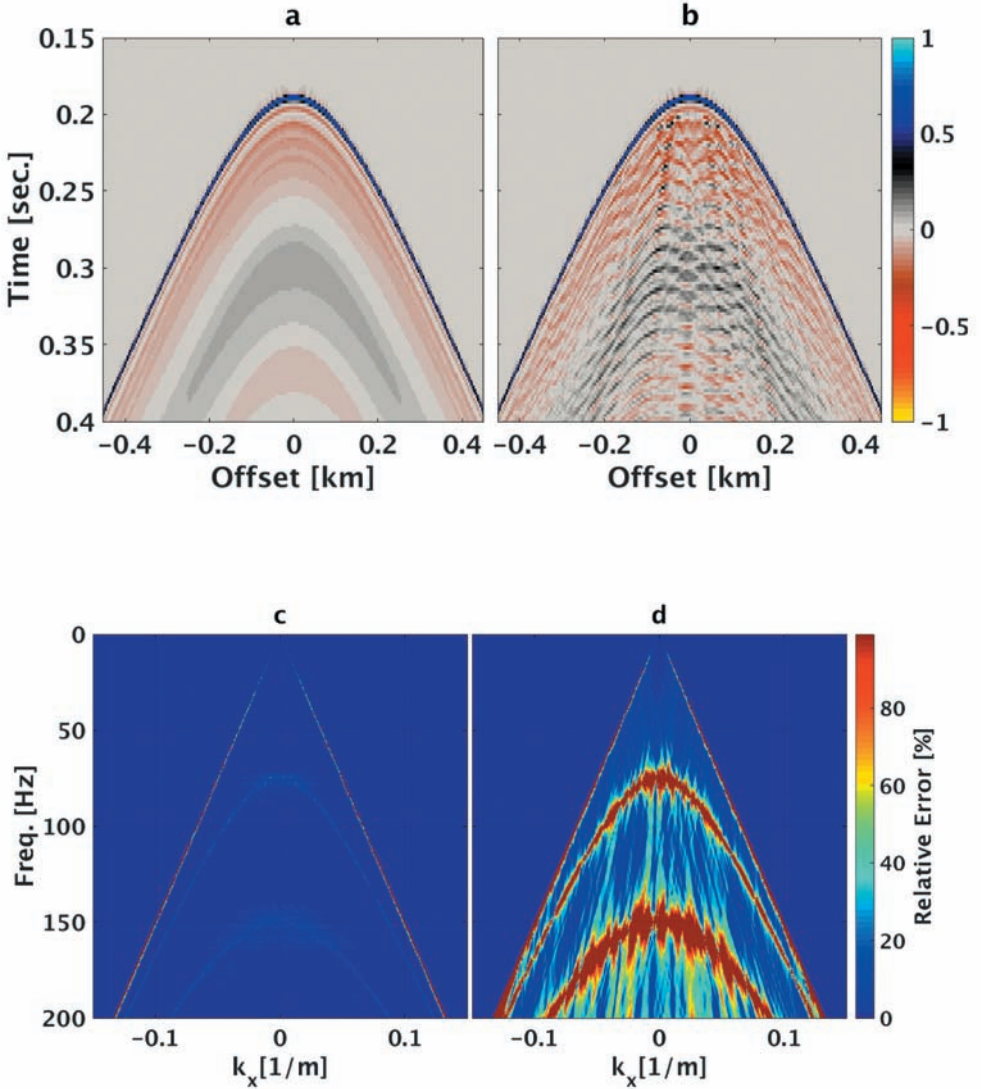 a b
0.15
0.2
0.25
0.3
0.35
0.4
Time [sec.]
−0.4 −0.2 0 0.2 0.4
Offset [km]
−0.4 −0.2 0 0.2 0.4
Offset [km]
1
0.5
0
−0.5
−1
c d
0
50
100
150
200
Freq. [Hz]
−0.1 0 0.1
k_x[1/m]
−0.1 0 0.1
k_x[1/m]
80
60
40
20
0
Relative Error [%]